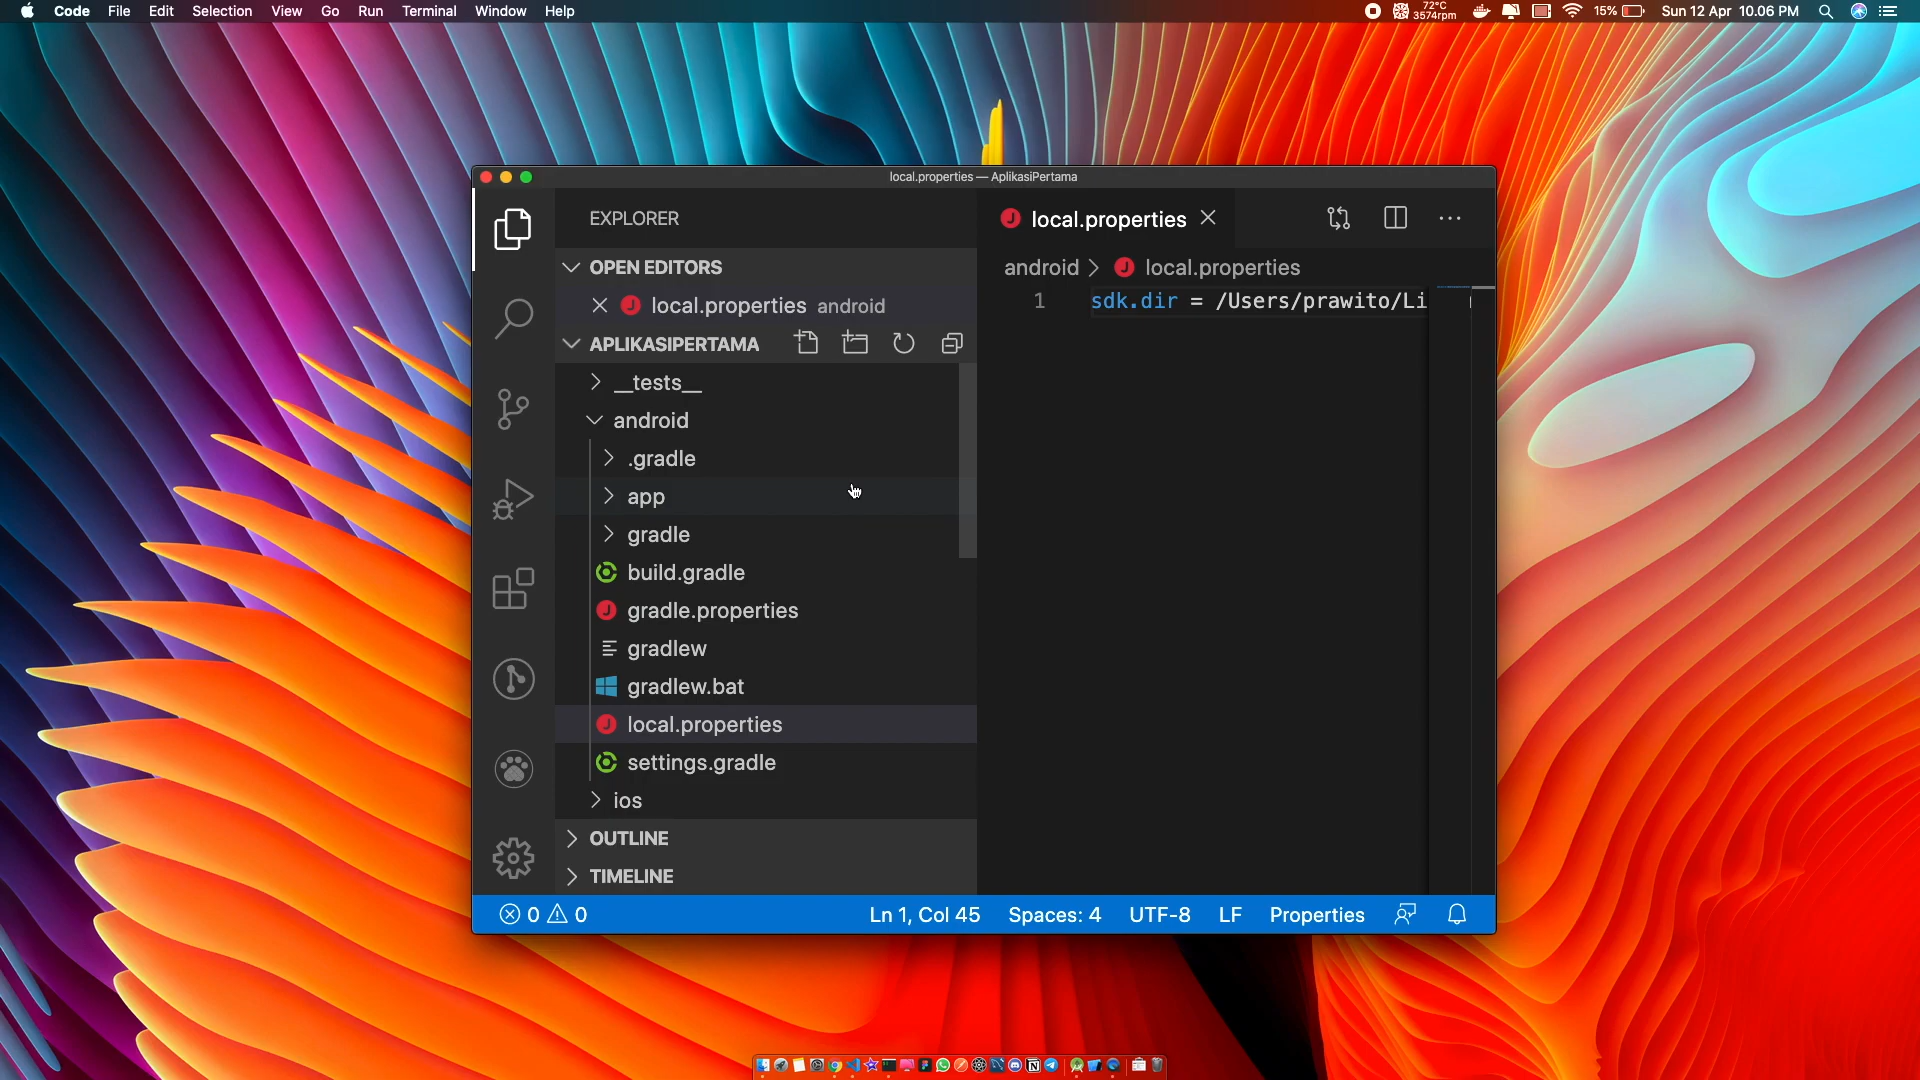 Code File Edit Selection View Go Run Terminal Window Help
72°C
3574rpm
15% Sun 12 Apr 10.06 PM
local.properties — AplikasiPertama
EXPLORER
OPEN EDITORS
local.properties android
APLIKASIPERTAMA
__tests__
android
.gradle
app
gradle
build.gradle
gradle.properties
gradlew
gradlew.bat
local.properties
settings.gradle
ios
OUTLINE
TIMELINE
local.properties
android > local.properties
1 sdk.dir = /Users/prawito/Li
0 0 Ln 1, Col 45 Spaces: 4 UTF-8 LF Properties